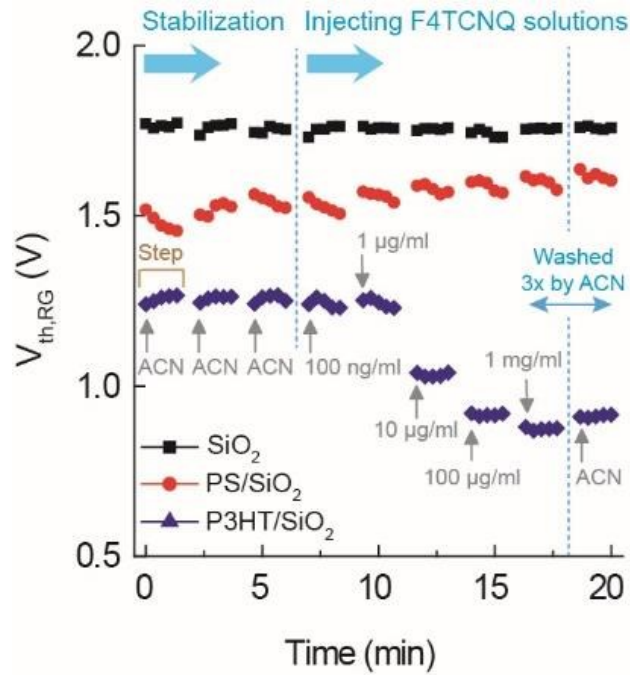 Stabilization
Injecting F4TCNQ solutions
2.0
1.5
1.0
0.5
V_th,RG (V)
1 μg/ml
Step
Washed
3x by ACN
ACN
ACN
ACN
100 ng/ml
1 mg/ml
10 μg/ml
100 μg/ml
ACN
SiO₂
PS/SiO₂
P3HT/SiO₂
0
5
10
15
20
Time (min)